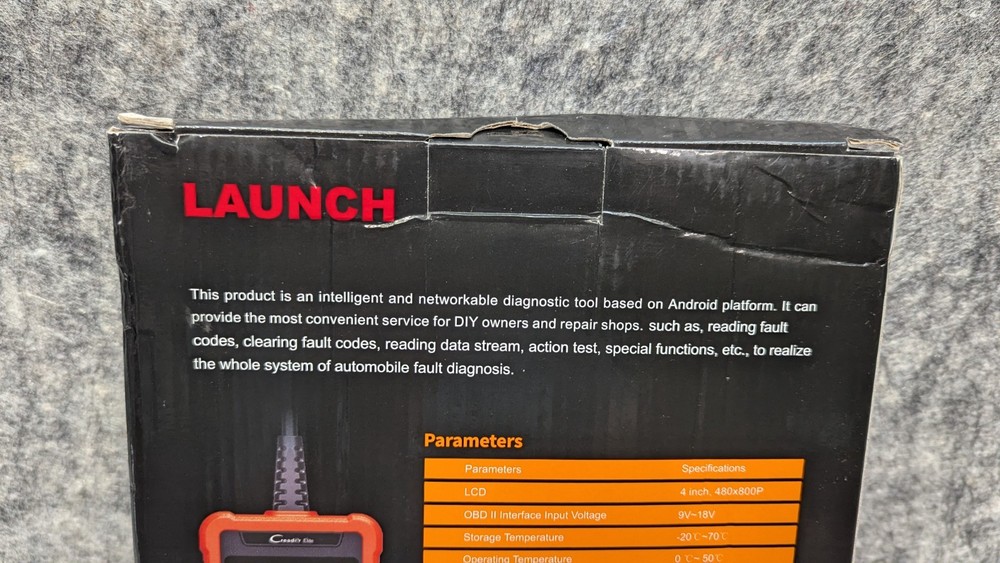 LAUNCH
This product is an intelligent and networkable diagnostic tool based on Android platform. It can
provide the most convenient service for DIY owners and repair shops. such as, reading fault
codes, clearing fault codes, reading data stream, action test, special functions, etc., to realize
the whole system of automobile fault diagnosis.
Parameters
Parameters Specifications
LCD 4 inch, 480x800P
OBD II Interface Input Voltage 9V~18V
Storage Temperature -20℃~70℃
Operating Temperature 0℃~50℃
Creader Elite